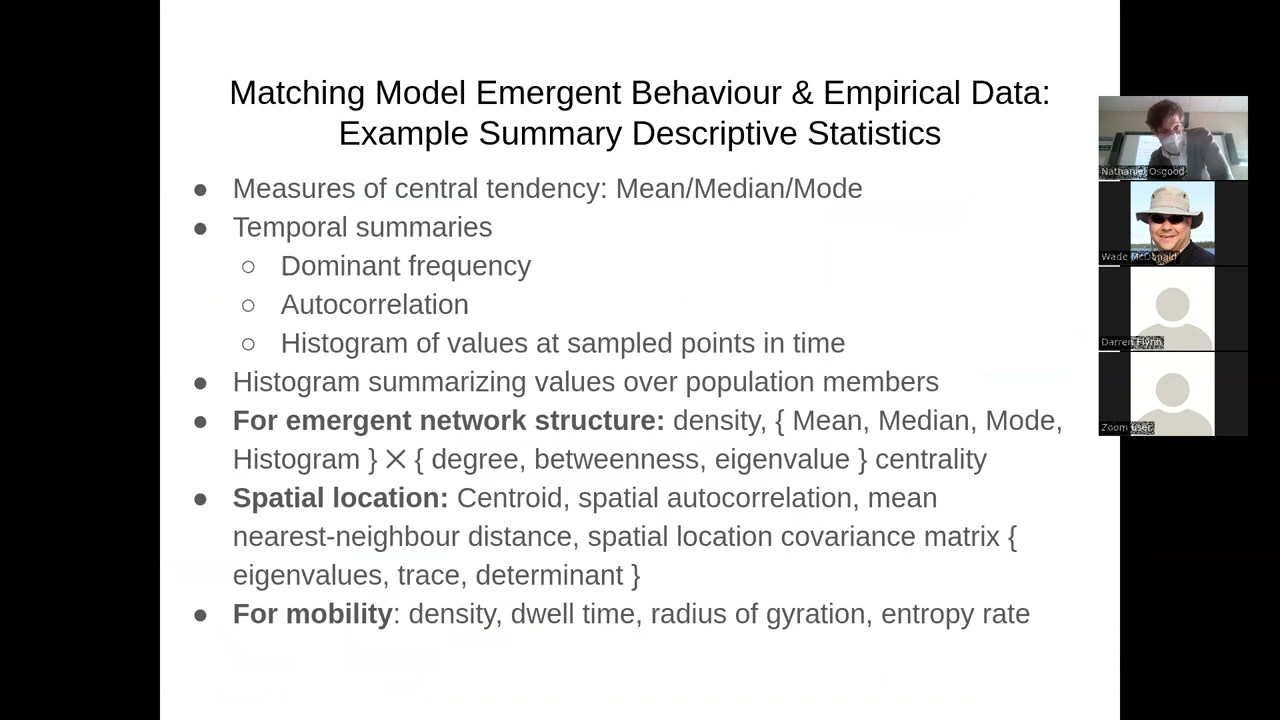 Matching Model Emergent Behaviour & Empirical Data:
Example Summary Descriptive Statistics
● Measures of central tendency: Mean/Median/Mode
● Temporal summaries
○ Dominant frequency
○ Autocorrelation
○ Histogram of values at sampled points in time
● Histogram summarizing values over population members
● For emergent network structure: density, { Mean, Median, Mode,
Histogram } ✕ { degree, betweenness, eigenvalue } centrality
● Spatial location: Centroid, spatial autocorrelation, mean
nearest-neighbour distance, spatial location covariance matrix {
eigenvalues, trace, determinant }
● For mobility: density, dwell time, radius of gyration, entropy rate
Nathaniel Osgood
Wade McDonald
Darren Flynn
Zoom user